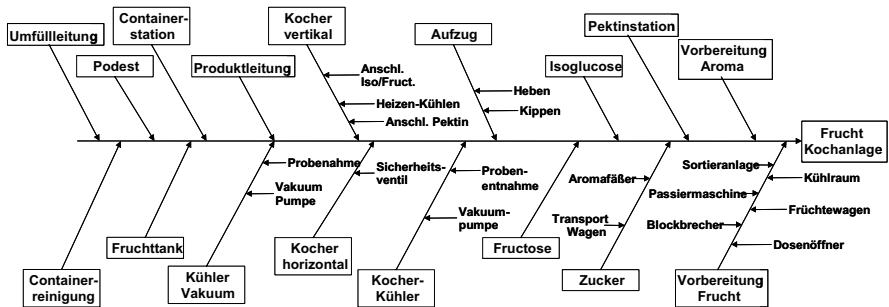 Umfüllleitung
Container-
station
Kocher
vertikal
Aufzug
Pektinstation
Podest
Produktleitung
Isoglucose
Vorbereitung
Aroma
Anschl.
Iso/Fruct.
Heizen-Kühlen
Anschl. Pektin
Heben
Kippen
Frucht
Kochanlage
Probenahme
Vakuum
Pumpe
Sicherheits-
ventil
Proben-
entnahme
Vakuum-
pumpe
Aromafäßer
Transport
Wagen
Sortieranlage
Kühlraum
Passiermaschine
Früchtewagen
Blockbrecher
Dosenöffner
Container-
reinigung
Fruchttank
Kühler
Vakuum
Kocher
horizontal
Kocher-
Kühler
Fructose
Zucker
Vorbereitung
Frucht